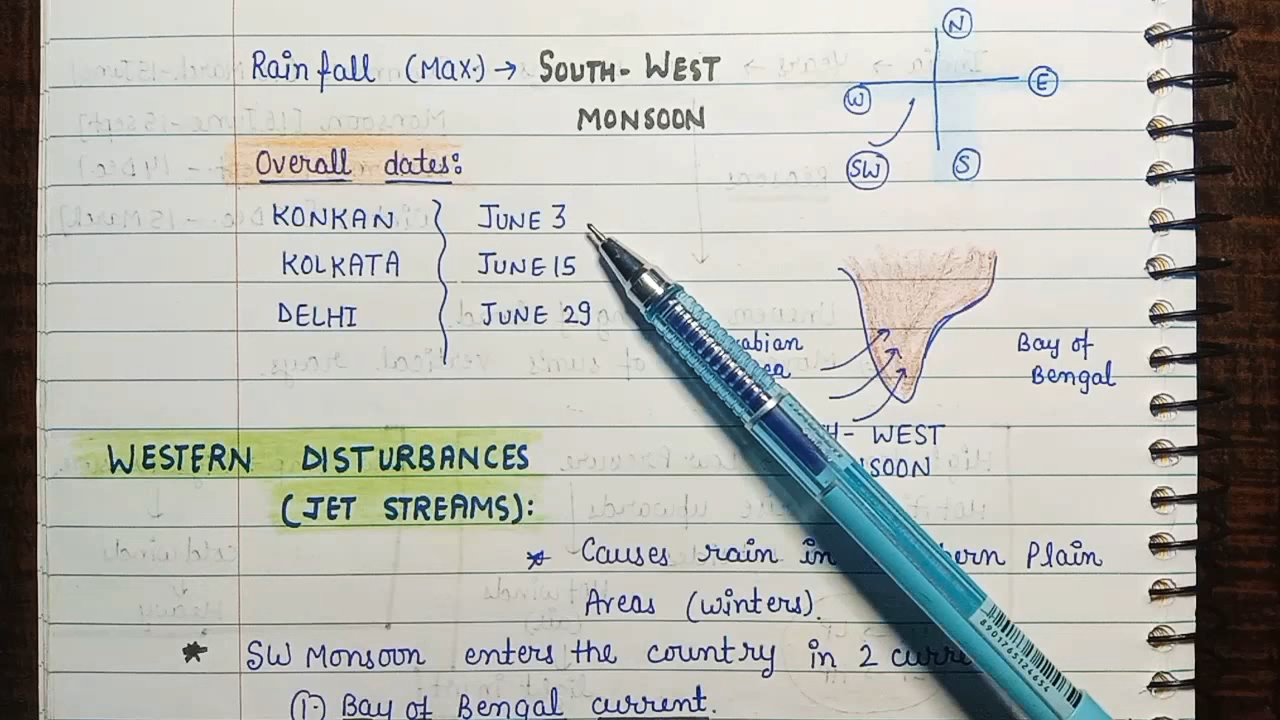 N
Rainfall (MAX.) → SOUTH-WEST
MONSOON
W
E
SW
S
Overall dates:
KONKAN JUNE 3
KOLKATA JUNE 15
DELHI JUNE 29
Bay of
Bengal
WEST
WESTERN DISTURBANCES
(JET STREAMS):
* Causes rain in Plain
Areas (winters).
* SW Monsoon enters the country in 2
(1.) Bay of Bengal current.
8901765124654